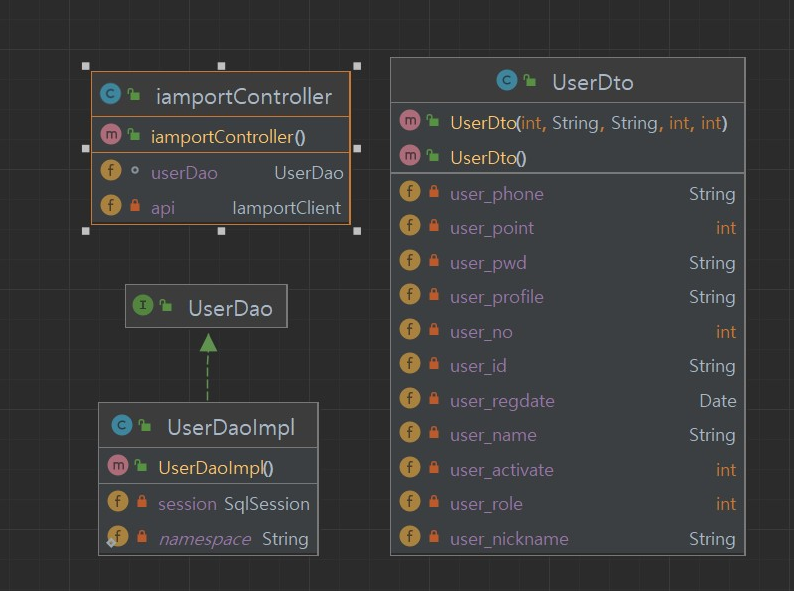 iamportController
iamportController()
userDao UserDao
api IamportClient
UserDao
UserDaoImpl
UserDaoImpl()
session SqlSession
namespace String
UserDto
UserDto(int, String, String, int, int)
UserDto()
user_phone String
user_point int
user_pwd String
user_profile String
user_no int
user_id String
user_regdate Date
user_name String
user_activate int
user_role int
user_nickname String